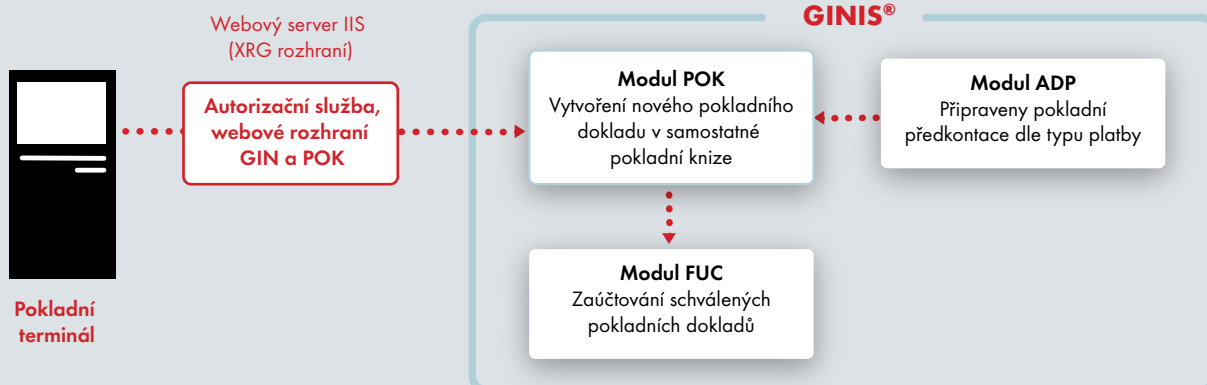 GINIS®
Webový server IIS
(XRG rozhraní)
Autorizační služba,
webové rozhraní
GIN a POK
Pokladní
terminál
Modul POK
Vytvoření nového pokladního
dokladu v samostatné
pokladní knize
Modul ADP
Připraveny pokladní
předkontace dle typu platby
Modul FUC
Zaúčtování schválených
pokladních dokladů